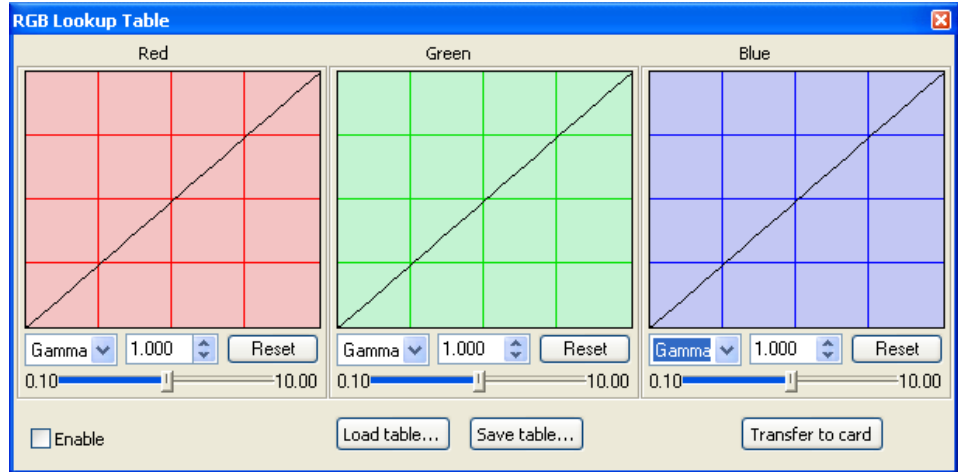 RGB Lookup Table
Red Green Blue
Gamma 1.000 Reset Gamma 1.000 Reset Gamma 1.000 Reset
0.10 10.00 0.10 10.00 0.10 10.00
Enable Load table... Save table... Transfer to card